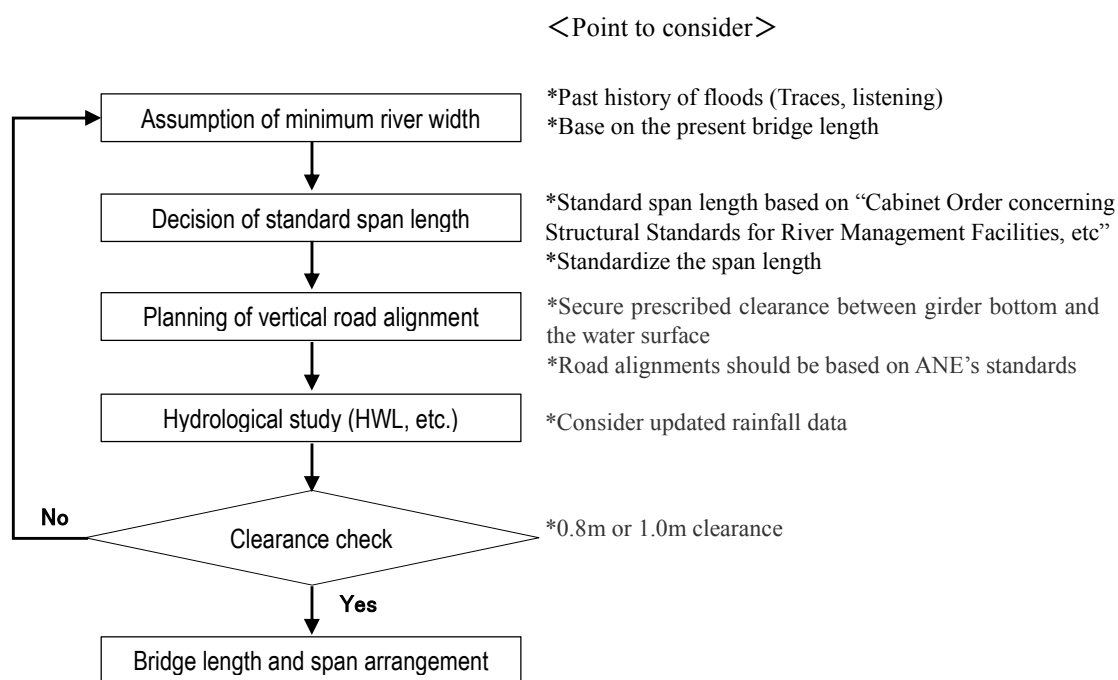 ＜Point to consider＞
Assumption of minimum river width
*Past history of floods (Traces, listening)
*Base on the present bridge length
Decision of standard span length
*Standard span length based on “Cabinet Order concerning
Structural Standards for River Management Facilities, etc”
*Standardize the span length
Planning of vertical road alignment
*Secure prescribed clearance between girder bottom and
the water surface
*Road alignments should be based on ANE’s standards
Hydrological study (HWL, etc.)
*Consider updated rainfall data
No
Clearance check
*0.8m or 1.0m clearance
Yes
Bridge length and span arrangement